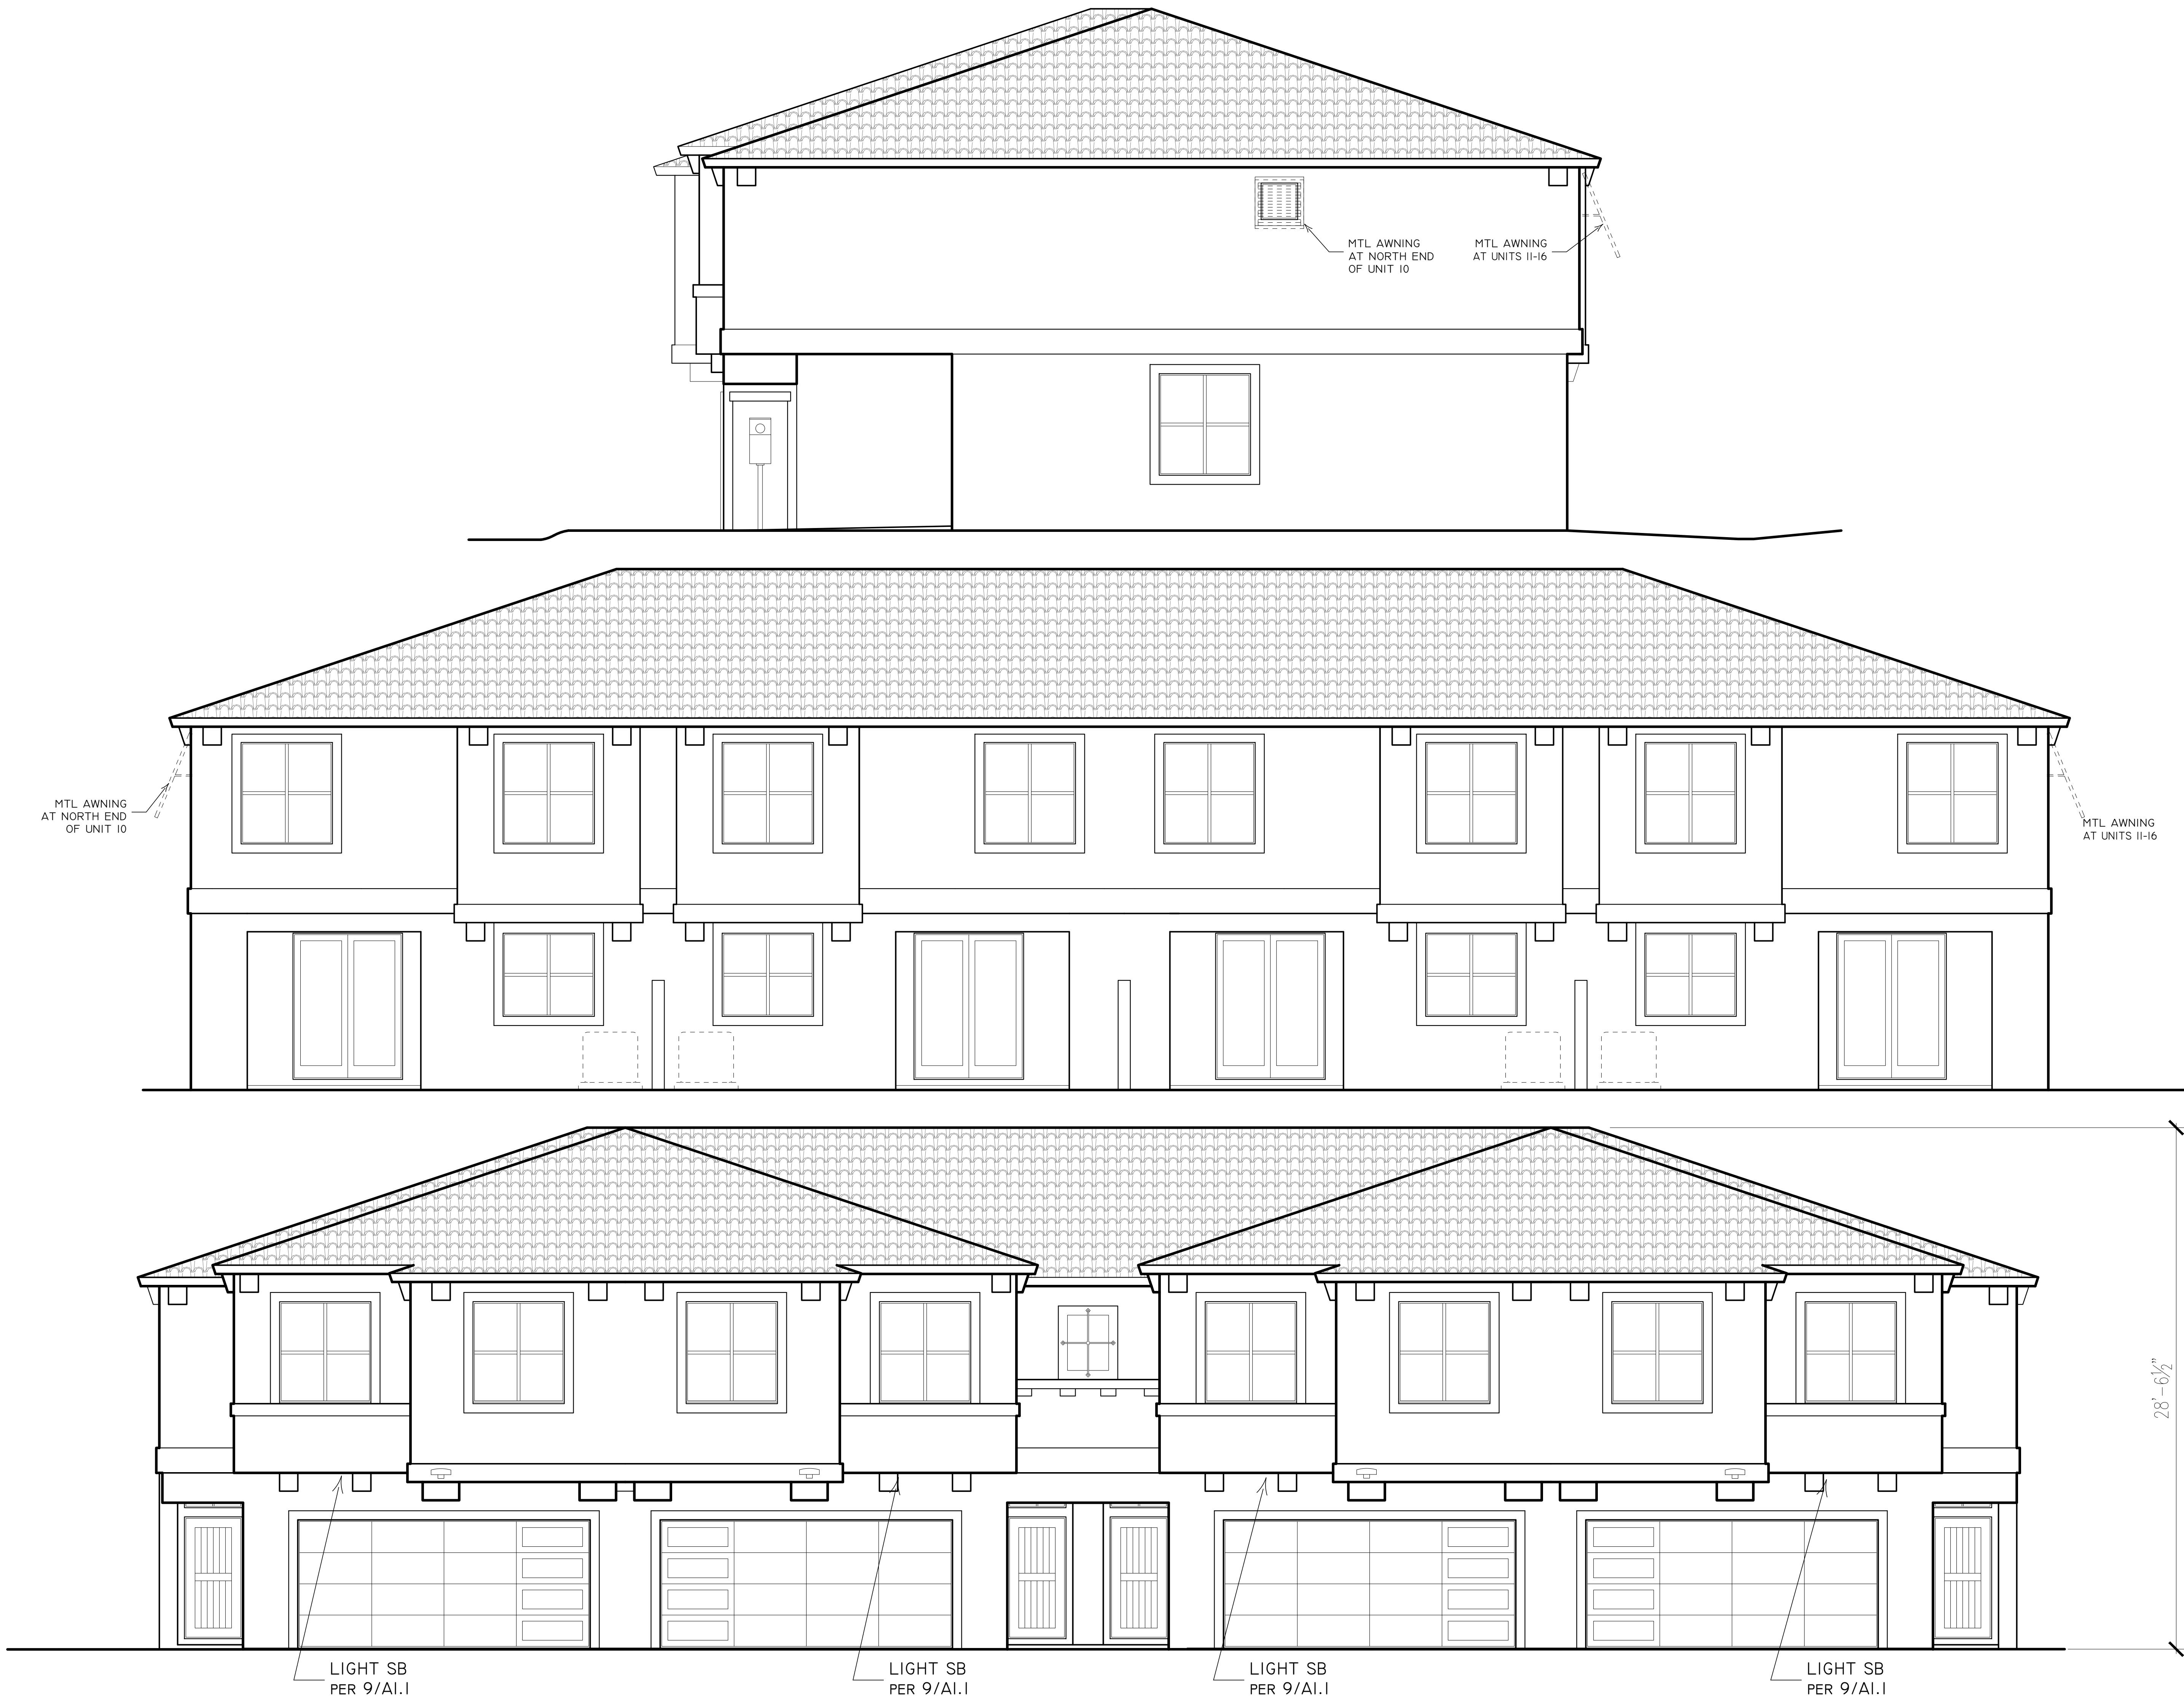 MTL AWNING
AT NORTH END
OF UNIT 10
MTL AWNING
AT UNITS 11-16
MTL AWNING
AT NORTH END
OF UNIT 10
MTL AWNING
AT UNITS 11-16
28'-6½"
LIGHT SB
PER 9/A1.1
LIGHT SB
PER 9/A1.1
LIGHT SB
PER 9/A1.1
LIGHT SB
PER 9/A1.1